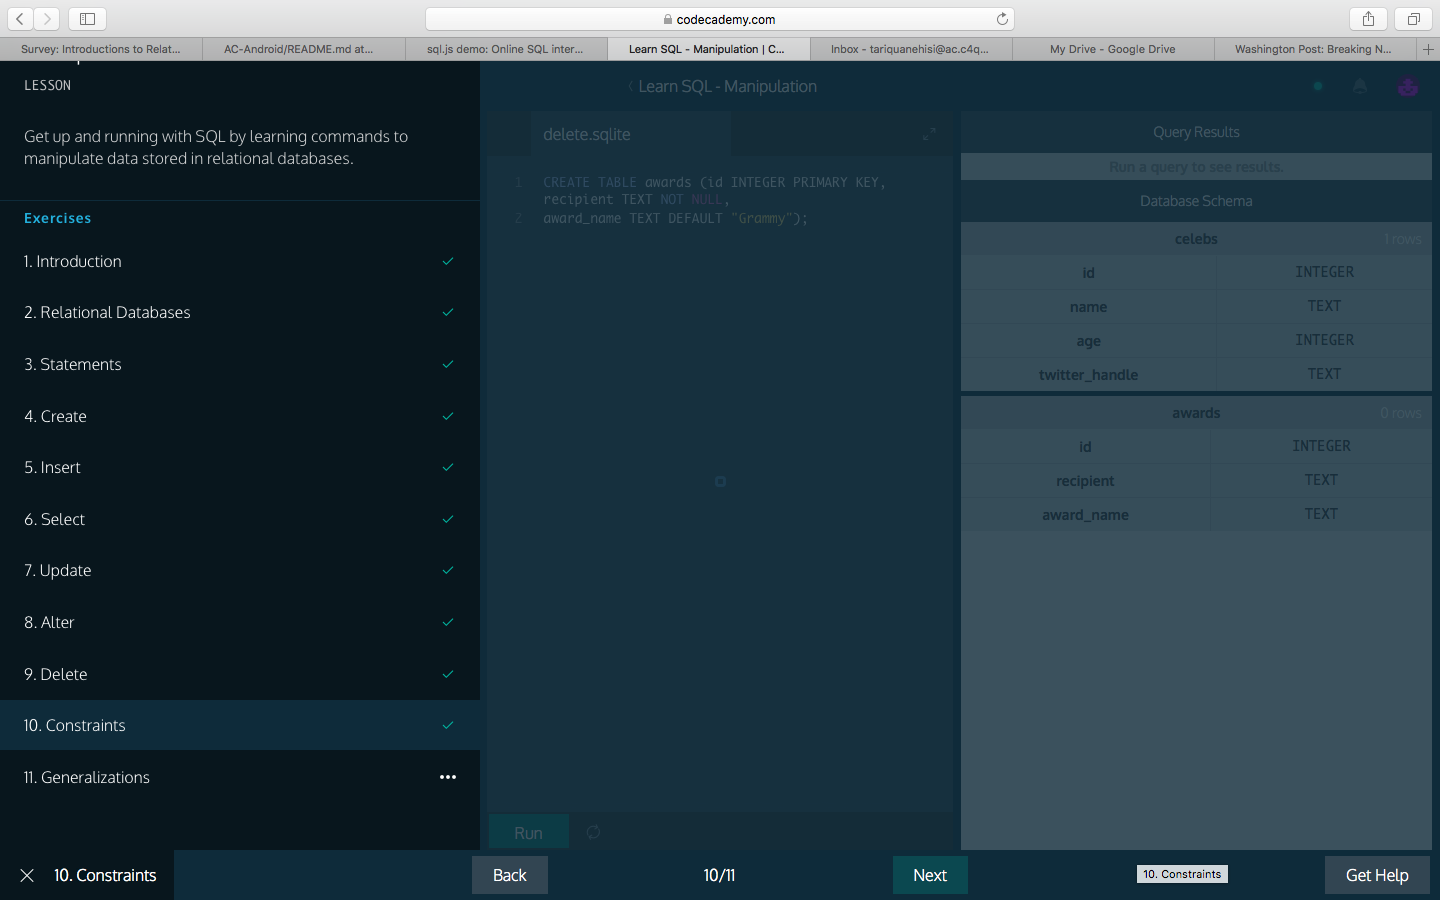 codecademy.com
Survey: Introductions to Relat...
AC-Android/README.md at...
sql.js demo: Online SQL inter...
Learn SQL - Manipulation | C...
Inbox - tariquanehisi@ac.c4q...
My Drive - Google Drive
Washington Post: Breaking N...
LESSON
Get up and running with SQL by learning commands to
manipulate data stored in relational databases.
Exercises
1. Introduction
2. Relational Databases
3. Statements
4. Create
5. Insert
6. Select
7. Update
8. Alter
9. Delete
10. Constraints
11. Generalizations
Learn SQL - Manipulation
delete.sqlite
1 CREATE TABLE awards (id INTEGER PRIMARY KEY,
recipient TEXT NOT NULL,
2 award_name TEXT DEFAULT "Grammy");
Run
Query Results
Run a query to see results.
Database Schema
celebs 1 rows
id INTEGER
name TEXT
age INTEGER
twitter_handle TEXT
awards 0 rows
id INTEGER
recipient TEXT
award_name TEXT
10. Constraints
Back
10/11
Next
10. Constraints
Get Help